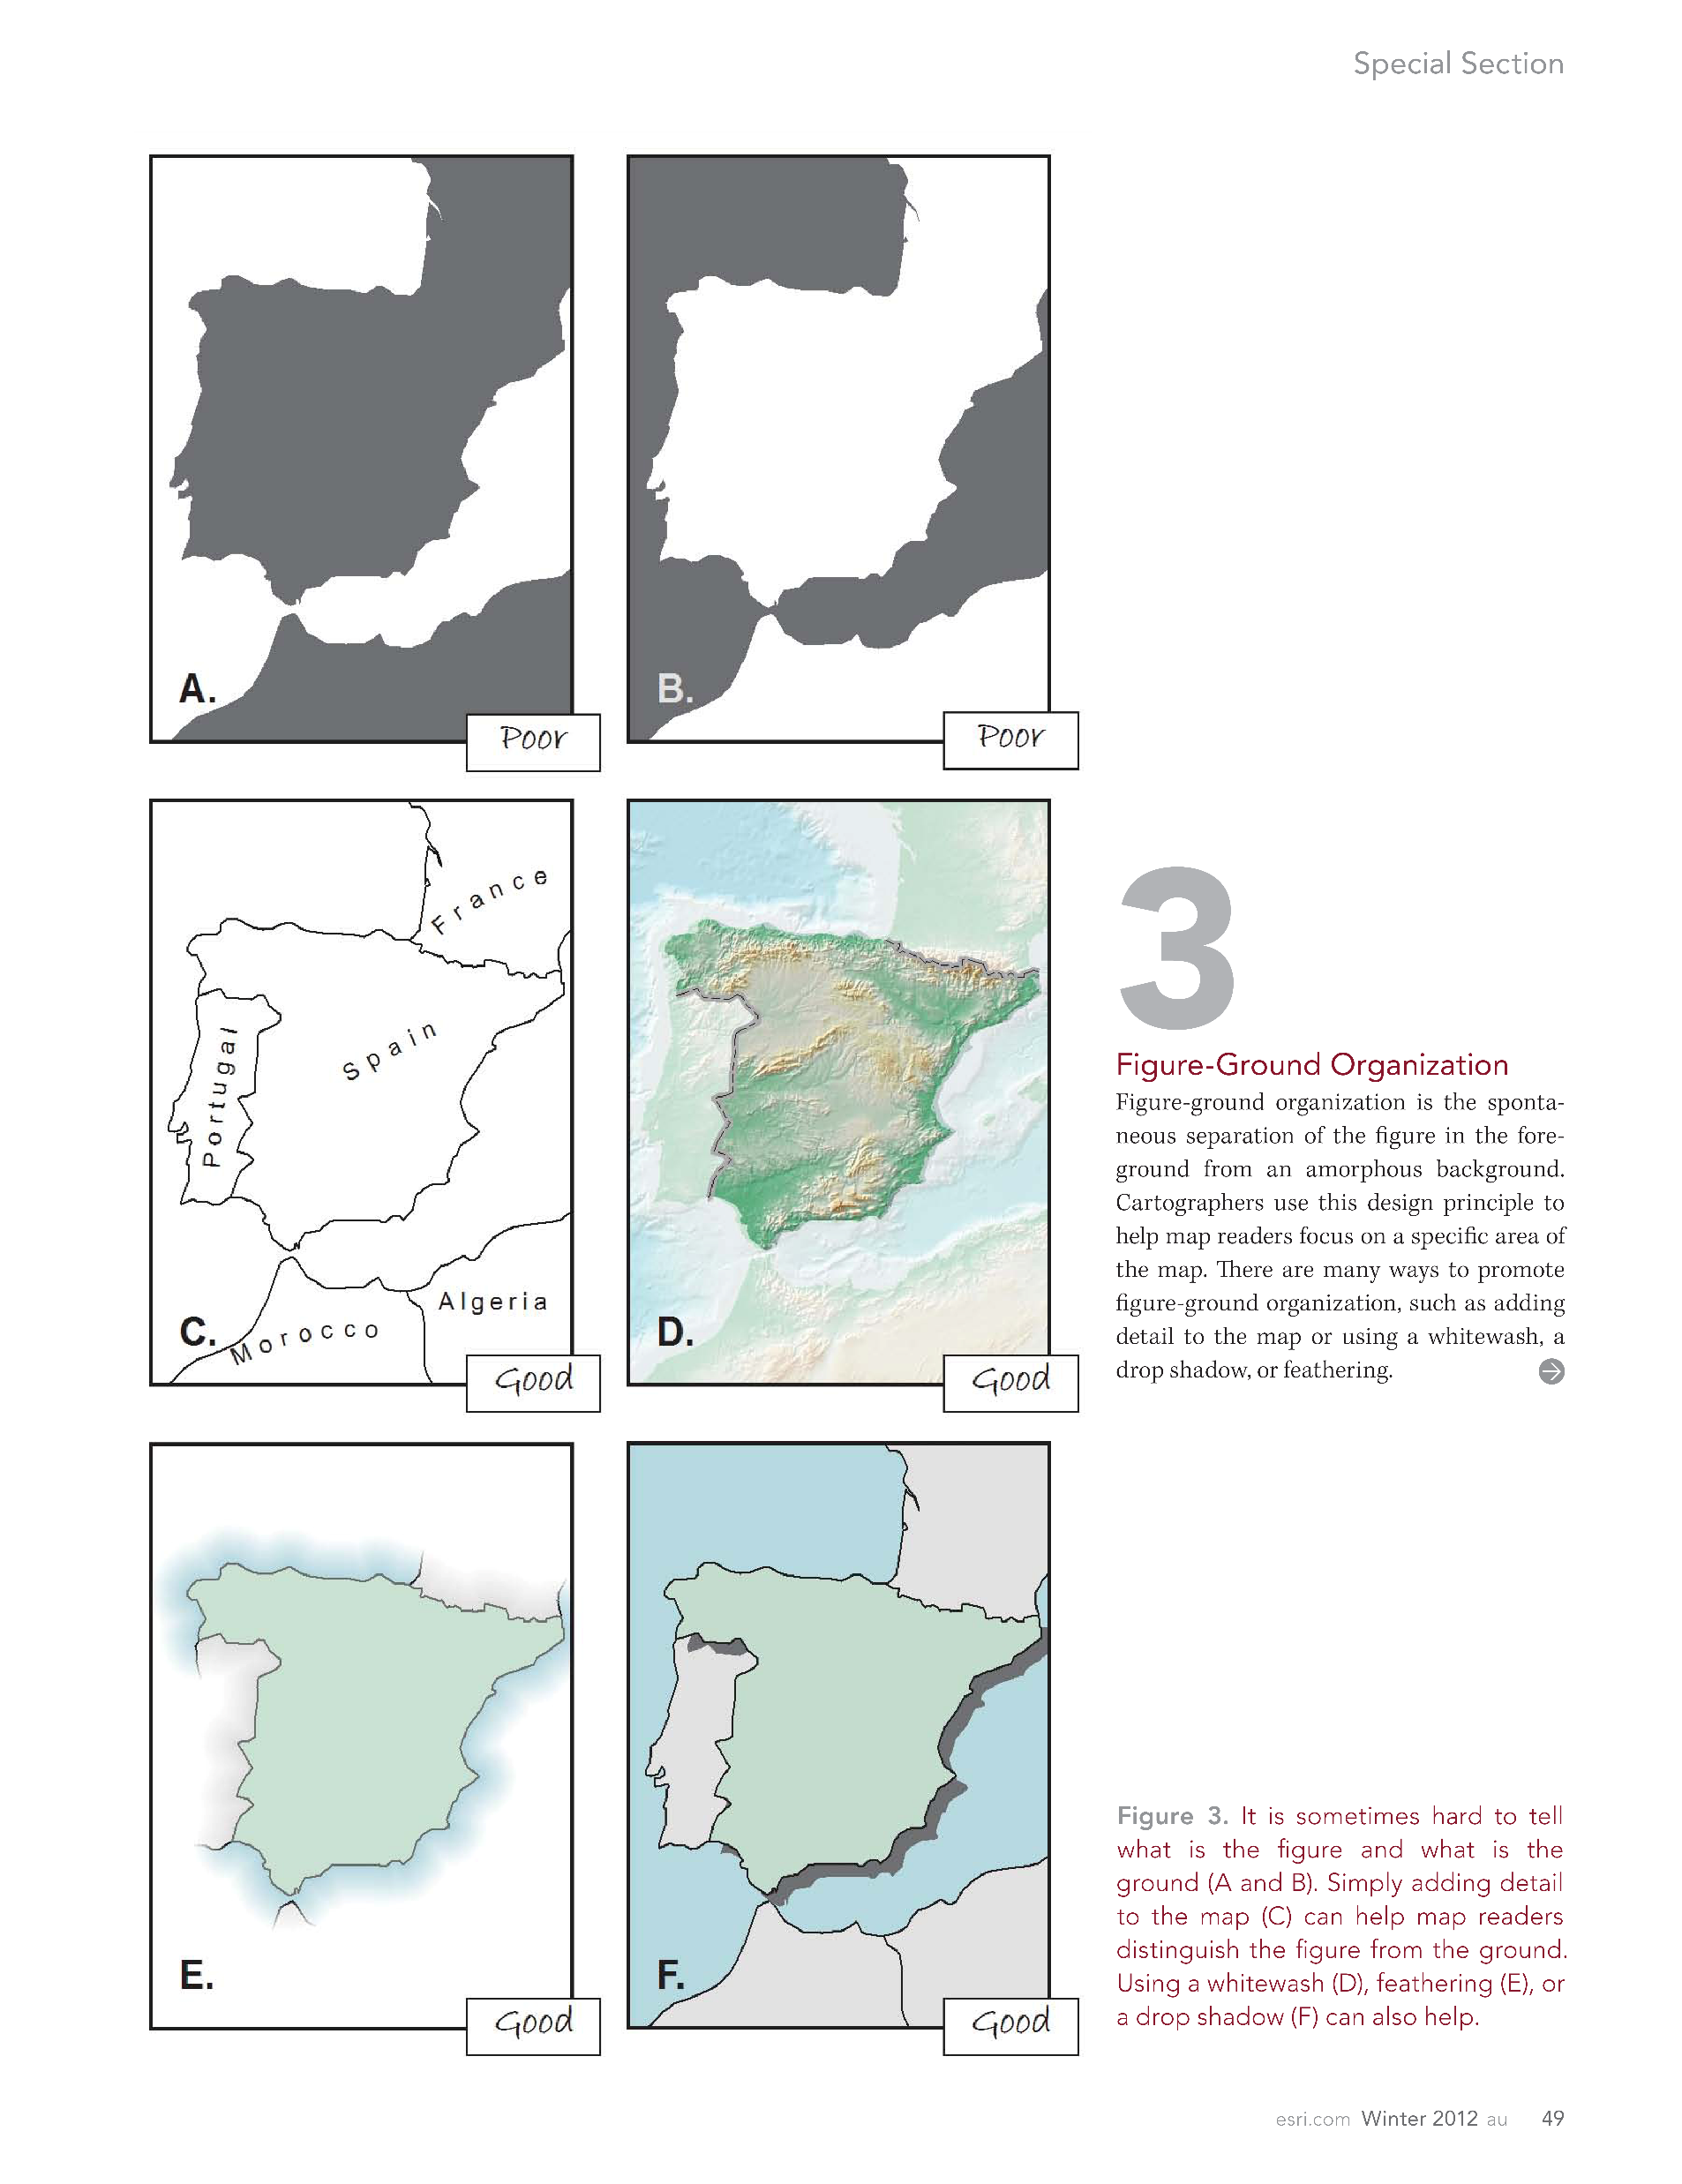 Special Section
A.
Poor
B.
Poor
France
Spain
Portugal
Algeria
Morocco
C.
Good
D.
Good
3
Figure-Ground Organization
Figure-ground organization is the sponta-
neous separation of the figure in the fore-
ground from an amorphous background.
Cartographers use this design principle to
help map readers focus on a specific area of
the map. There are many ways to promote
figure-ground organization, such as adding
detail to the map or using a whitewash, a
drop shadow, or feathering.
E.
Good
F.
Good
Figure 3. It is sometimes hard to tell
what is the figure and what is the
ground (A and B). Simply adding detail
to the map (C) can help map readers
distinguish the figure from the ground.
Using a whitewash (D), feathering (E), or
a drop shadow (F) can also help.
esri.com Winter 2012 au 49